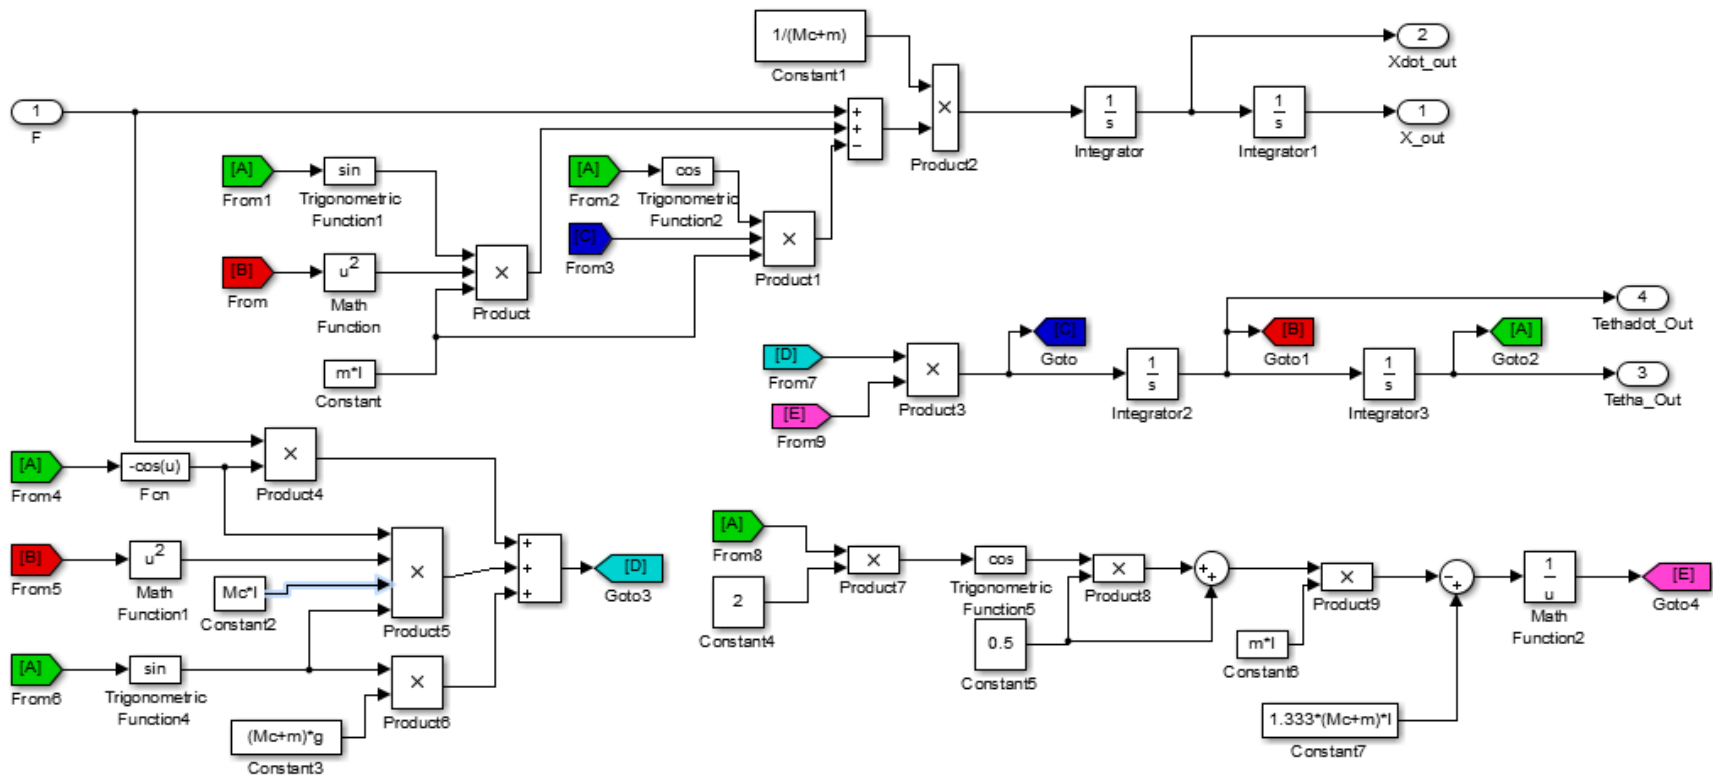 1/(Mc+m)
Constant1
2
Xdot_out
1
F
+
+
−
×
Product2
1
s
Integrator
1
s
Integrator1
1
X_out
[A]
From1
sin
Trigonometric
Function1
[A]
From2
cos
Trigonometric
Function2
[C]
From3
×
Product1
[B]
From
u2
Math
Function
×
Product
m*l
Constant
4
Tethadot_Out
[D]
From7
[E]
From9
×
Product3
[C]
Goto
1
s
Integrator2
[B]
Goto1
1
s
Integrator3
[A]
Goto2
3
Tetha_Out
[A]
From4
-cos(u)
Fcn
×
Product4
[B]
From5
u2
Math
Function1
Mc*l
Constant2
×
Product5
+
+
+
[D]
Goto3
[A]
From6
sin
Trigonometric
Function4
×
Product6
(Mc+m)*g
Constant3
[A]
From8
2
Constant4
×
Product7
cos
Trigonometric
Function5
0.5
Constant5
×
Product8
+
+
m*l
Constant6
×
Product9
−
+
1.333*(Mc+m)*l
Constant7
1
u
Math
Function2
[E]
Goto4